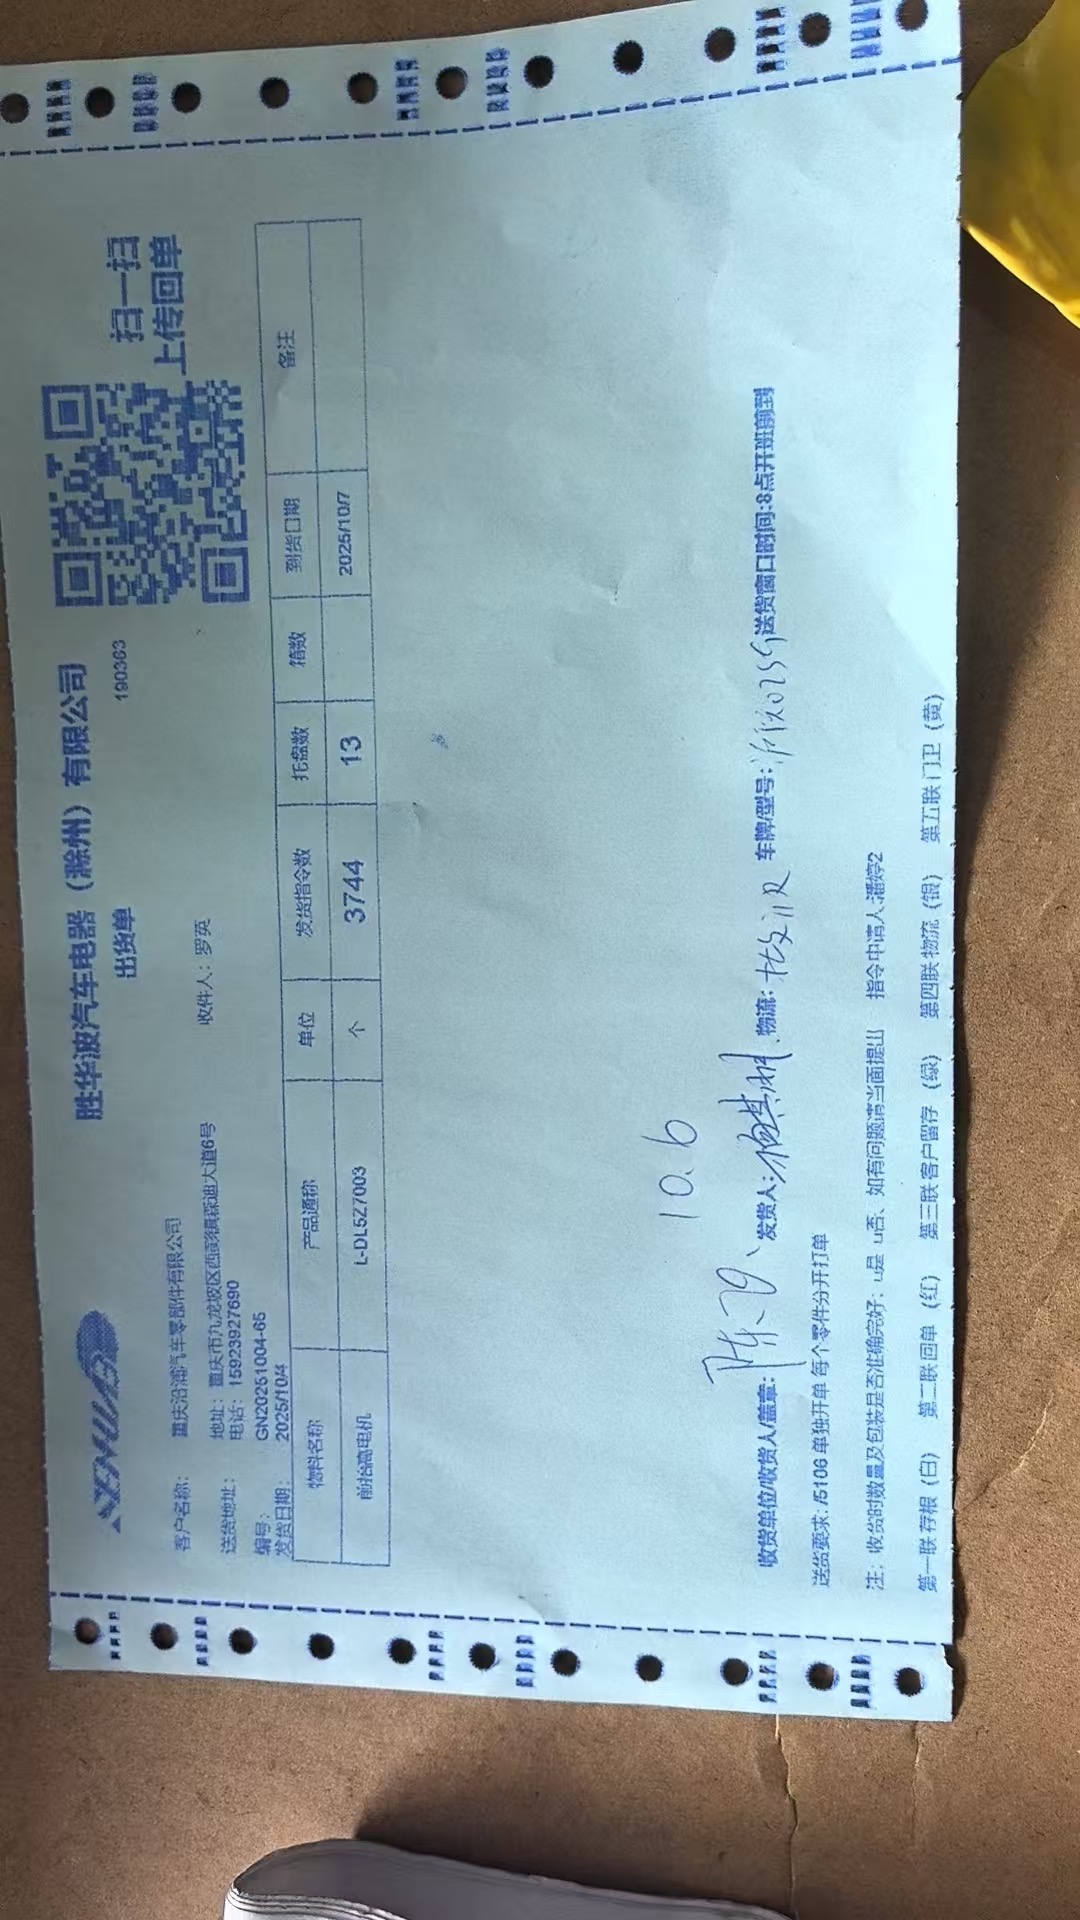 SENHUB
胜华波汽车电器（滁州）有限公司
出货单
190363
扫一扫
上传回单
客户名称： 重庆沿浦汽车零部件有限公司
送货地址： 地址：重庆市九龙坡区西彭镇森迪大道6号 收件人：罗英
电话：15923927690
编号： GN20251004-65
发货日期： 2025/10/4
物料名称 产品通称 单位 发货指令数 托盘数 箱数 到货日期 备注
前抬高电机 L-DL5Z7003 个 3744 13 2025/10/7
10.6
收货单位/收货人/盖章： 发货人： 物流： 车牌/型号： 送货窗口时间:8点开班前到
送货要求: /5106 单独开单 每个零件分开打单
注：收货时数量及包装是否准确完好：u是 u否、如有问题请当面提出 指令申请人:潘婷2
第一联存根（白） 第二联回单（红） 第三联客户留存（绿） 第四联物流（银） 第五联门卫（黄）